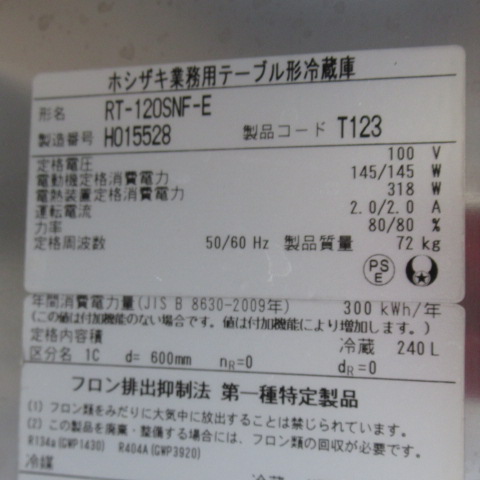 ホシザキ業務用テーブル形冷蔵庫
形名 RT-120SNF-E
製造番号 H015528 製品コード T123
定格電圧 100 V
電動機定格消費電力 145/145 W
電熱装置定格消費電力 318 W
運転電流 2.0/2.0 A
力率 80/80 %
定格周波数 50/60 Hz 製品質量 72 kg
PS
E
年間消費電力量(JIS B 8630-2009年) 300 kWh/年
(この値は付加機能のない場合です。値は付加機能により増加します。)
定格内容積 冷蔵 240 L
区分名 1C d= 600mm nR=0 dR=0
フロン排出抑制法 第一種特定製品
(1) フロン類をみだりに大気中に放出することは禁じられています。
(2) この製品を廃棄・整備する場合には、フロン類の回収が必要です。
R134a(GWP1430) R404A(GWP3920)
冷媒